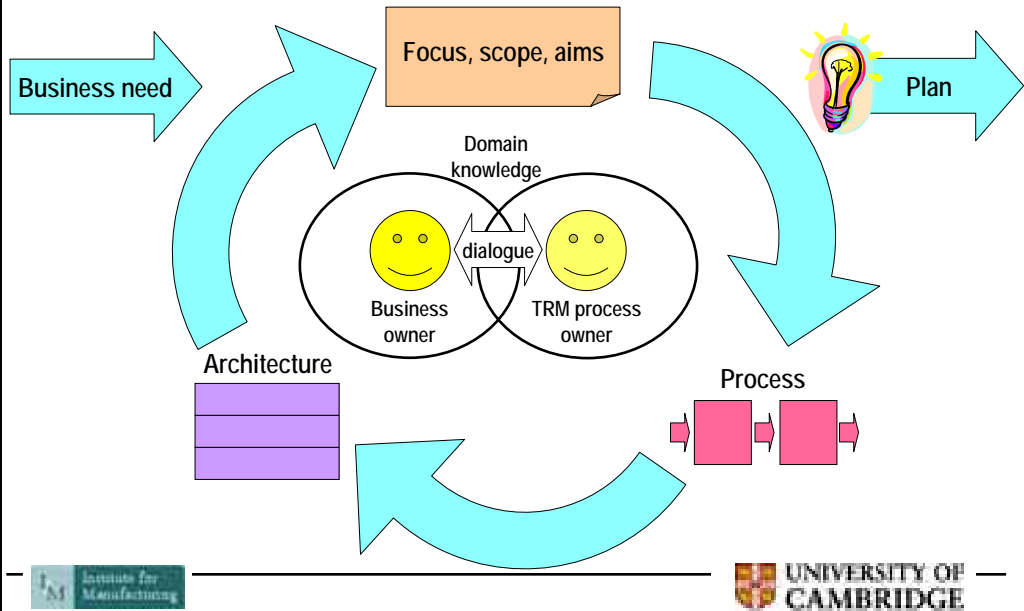 Business need
Focus, scope, aims
Plan
Domain
knowledge
dialogue
Business
owner
TRM process
owner
Architecture
Process
IfM
Institute for
Manufacturing
UNIVERSITY OF
CAMBRIDGE